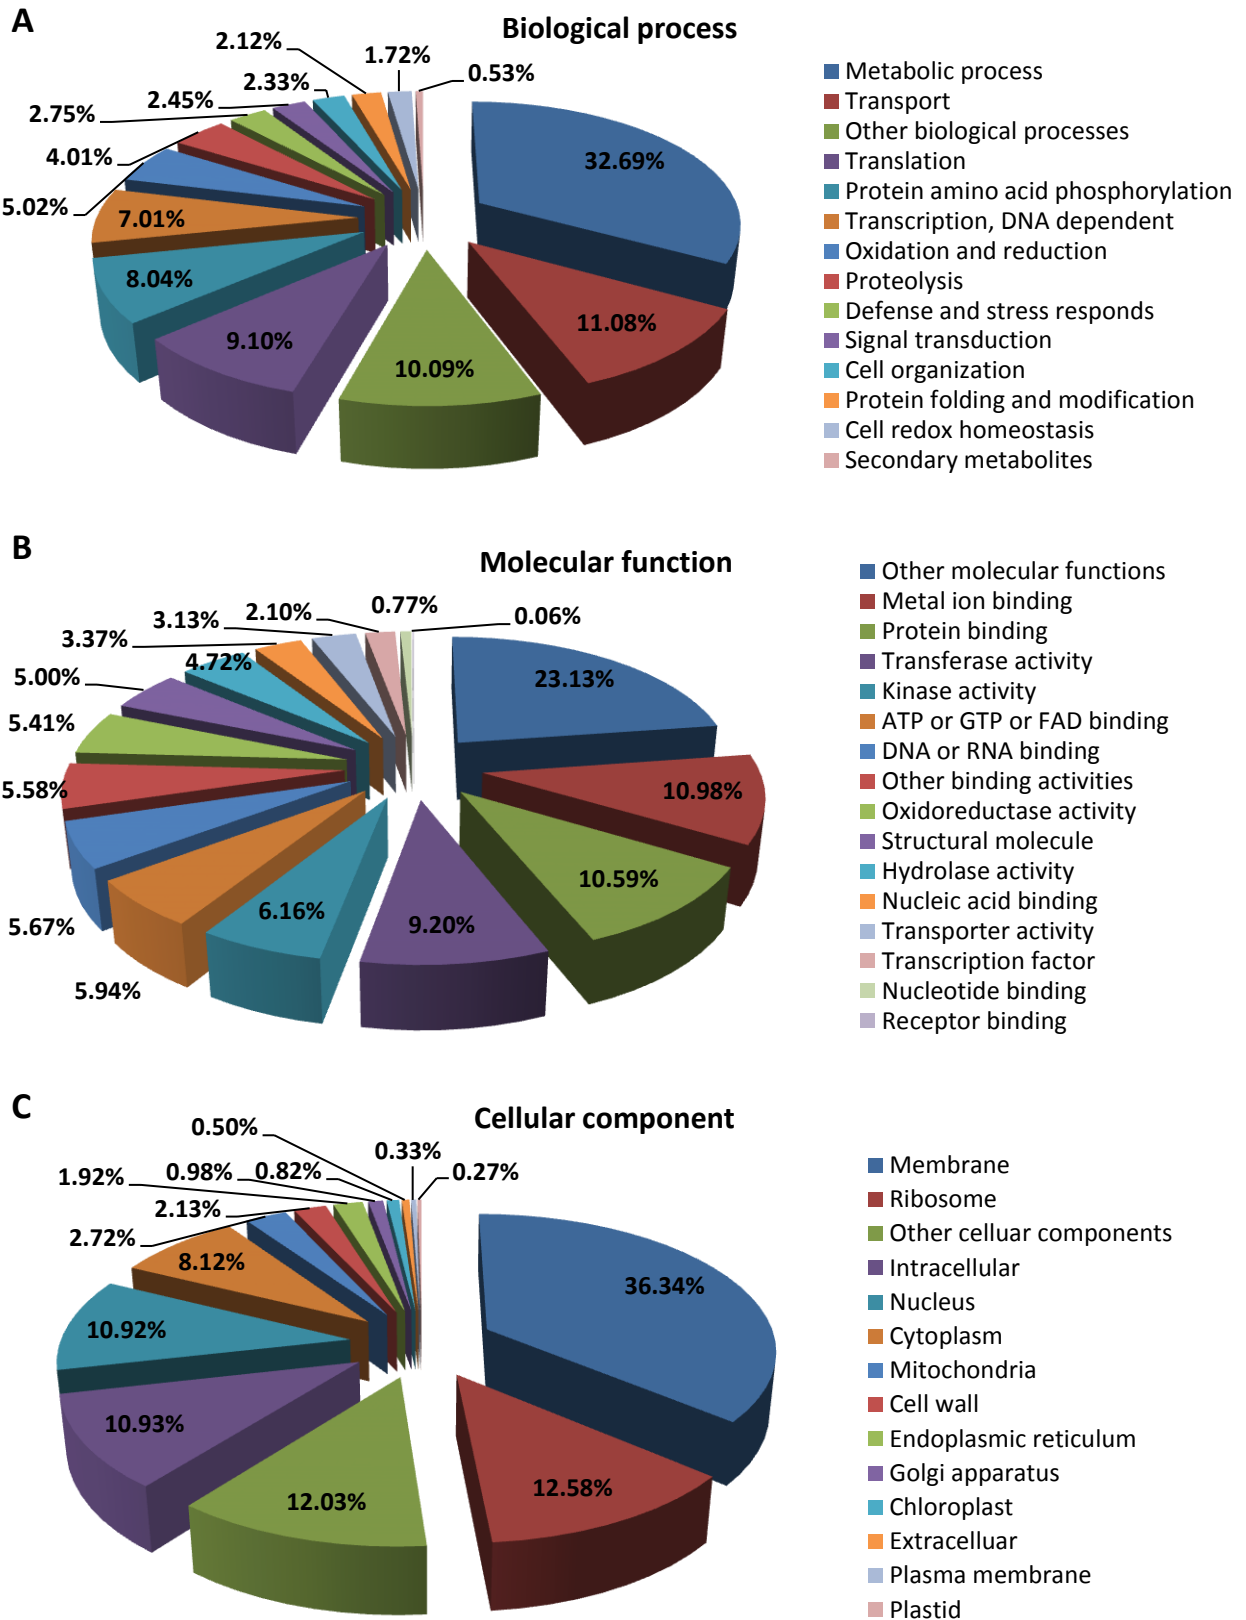 A
Biological process
2.12%
1.72%
0.53%
2.33%
2.45%
2.75%
4.01%
5.02%
7.01%
8.04%
9.10%
10.09%
11.08%
32.69%
Metabolic process
Transport
Other biological processes
Translation
Protein amino acid phosphorylation
Transcription, DNA dependent
Oxidation and reduction
Proteolysis
Defense and stress responds
Signal transduction
Cell organization
Protein folding and modification
Cell redox homeostasis
Secondary metabolites
B
Molecular function
3.13%
2.10%
0.77%
0.06%
3.37%
4.72%
5.00%
5.41%
5.58%
5.67%
5.94%
6.16%
9.20%
10.59%
10.98%
23.13%
Other molecular functions
Metal ion binding
Protein binding
Transferase activity
Kinase activity
ATP or GTP or FAD binding
DNA or RNA binding
Other binding activities
Oxidoreductase activity
Structural molecule
Hydrolase activity
Nucleic acid binding
Transporter activity
Transcription factor
Nucleotide binding
Receptor binding
C
Cellular component
0.50%
0.33%
0.27%
0.82%
0.98%
1.92%
2.13%
2.72%
8.12%
10.92%
10.93%
12.03%
12.58%
36.34%
Membrane
Ribosome
Other celluar components
Intracellular
Nucleus
Cytoplasm
Mitochondria
Cell wall
Endoplasmic reticulum
Golgi apparatus
Chloroplast
Extracelluar
Plasma membrane
Plastid